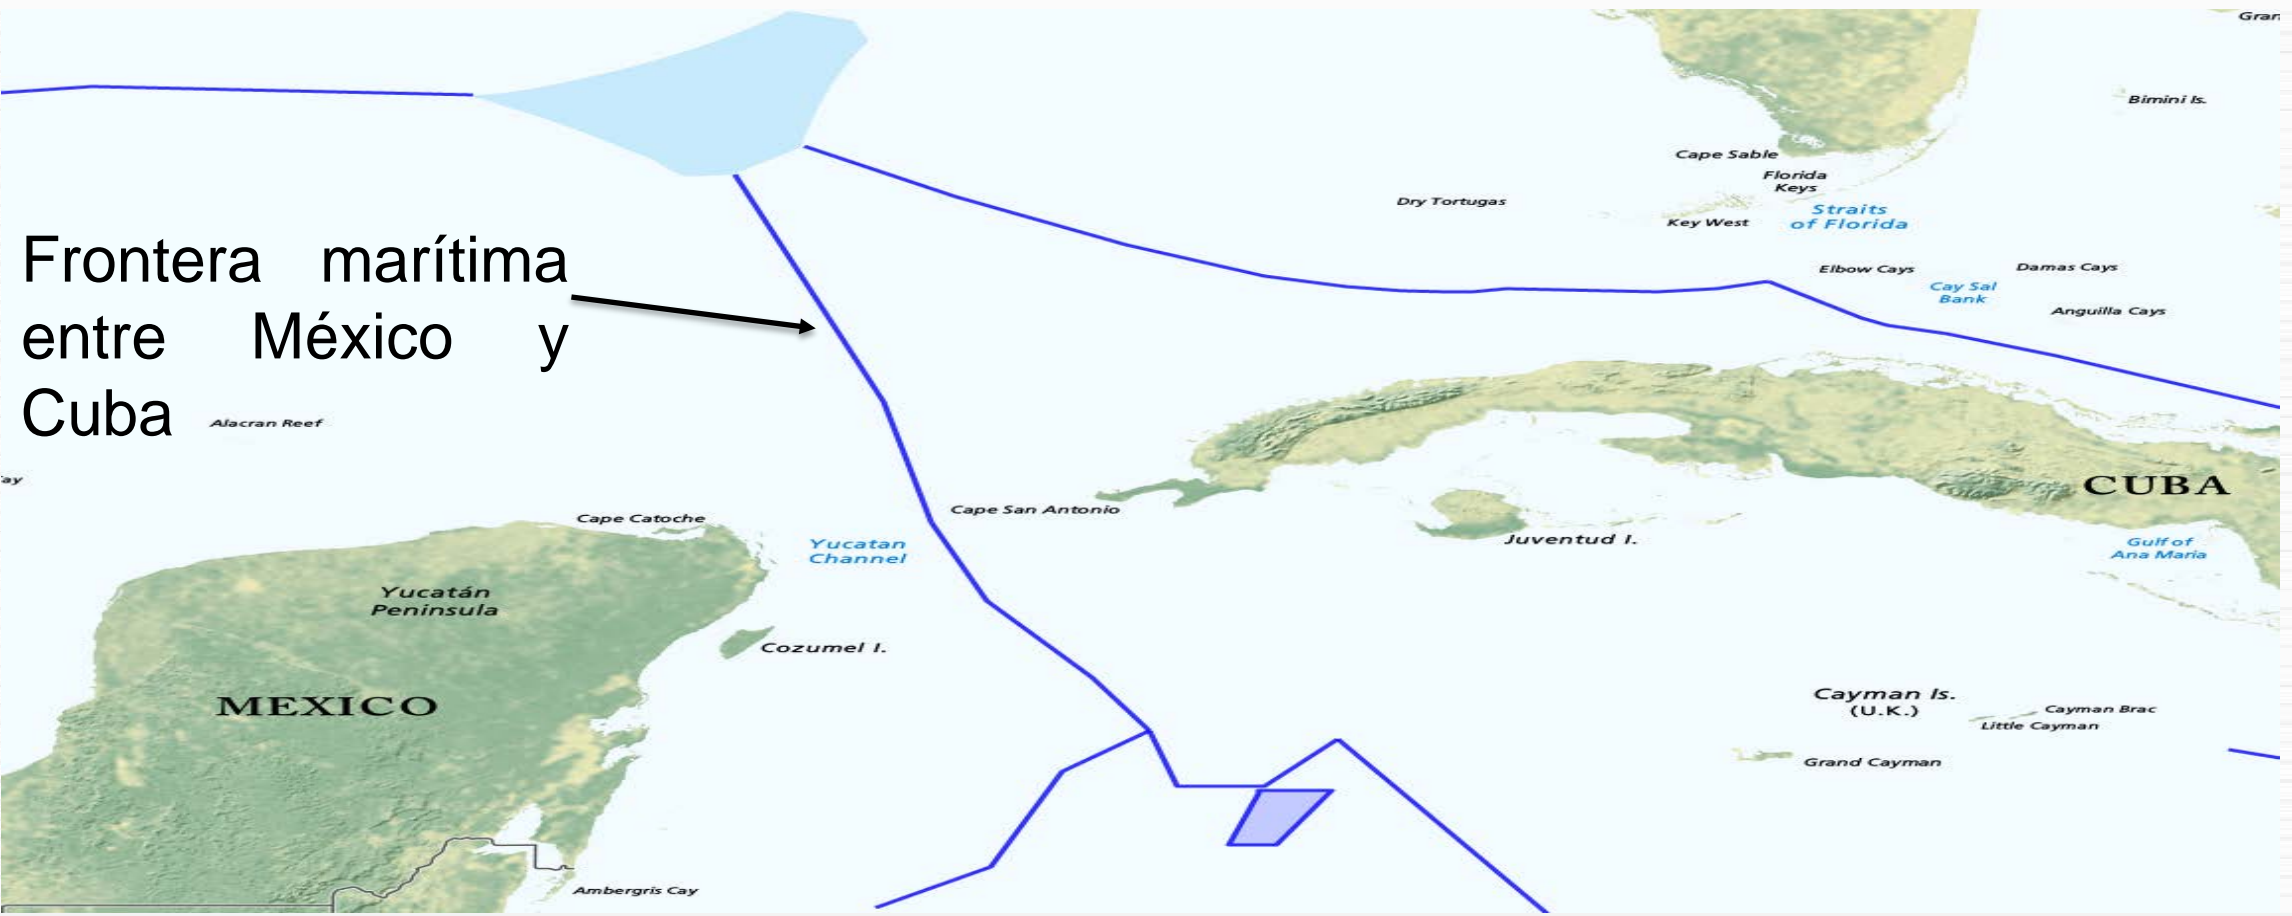 Gran
Bimini Is.
Cape Sable
Florida
Keys
Dry Tortugas
Key West
Straits
of Florida
Frontera marítima
entre México y
Cuba
Elbow Cays
Damas Cays
Cay Sal
Bank
Anguilla Cays
Alacran Reef
ay
CUBA
Cape San Antonio
Cape Catoche
Yucatan
Channel
Juventud I.
Gulf of
Ana Maria
Yucatán
Peninsula
Cozumel I.
MEXICO
Cayman Is.
(U.K.)
Cayman Brac
Little Cayman
Grand Cayman
Ambergris Cay